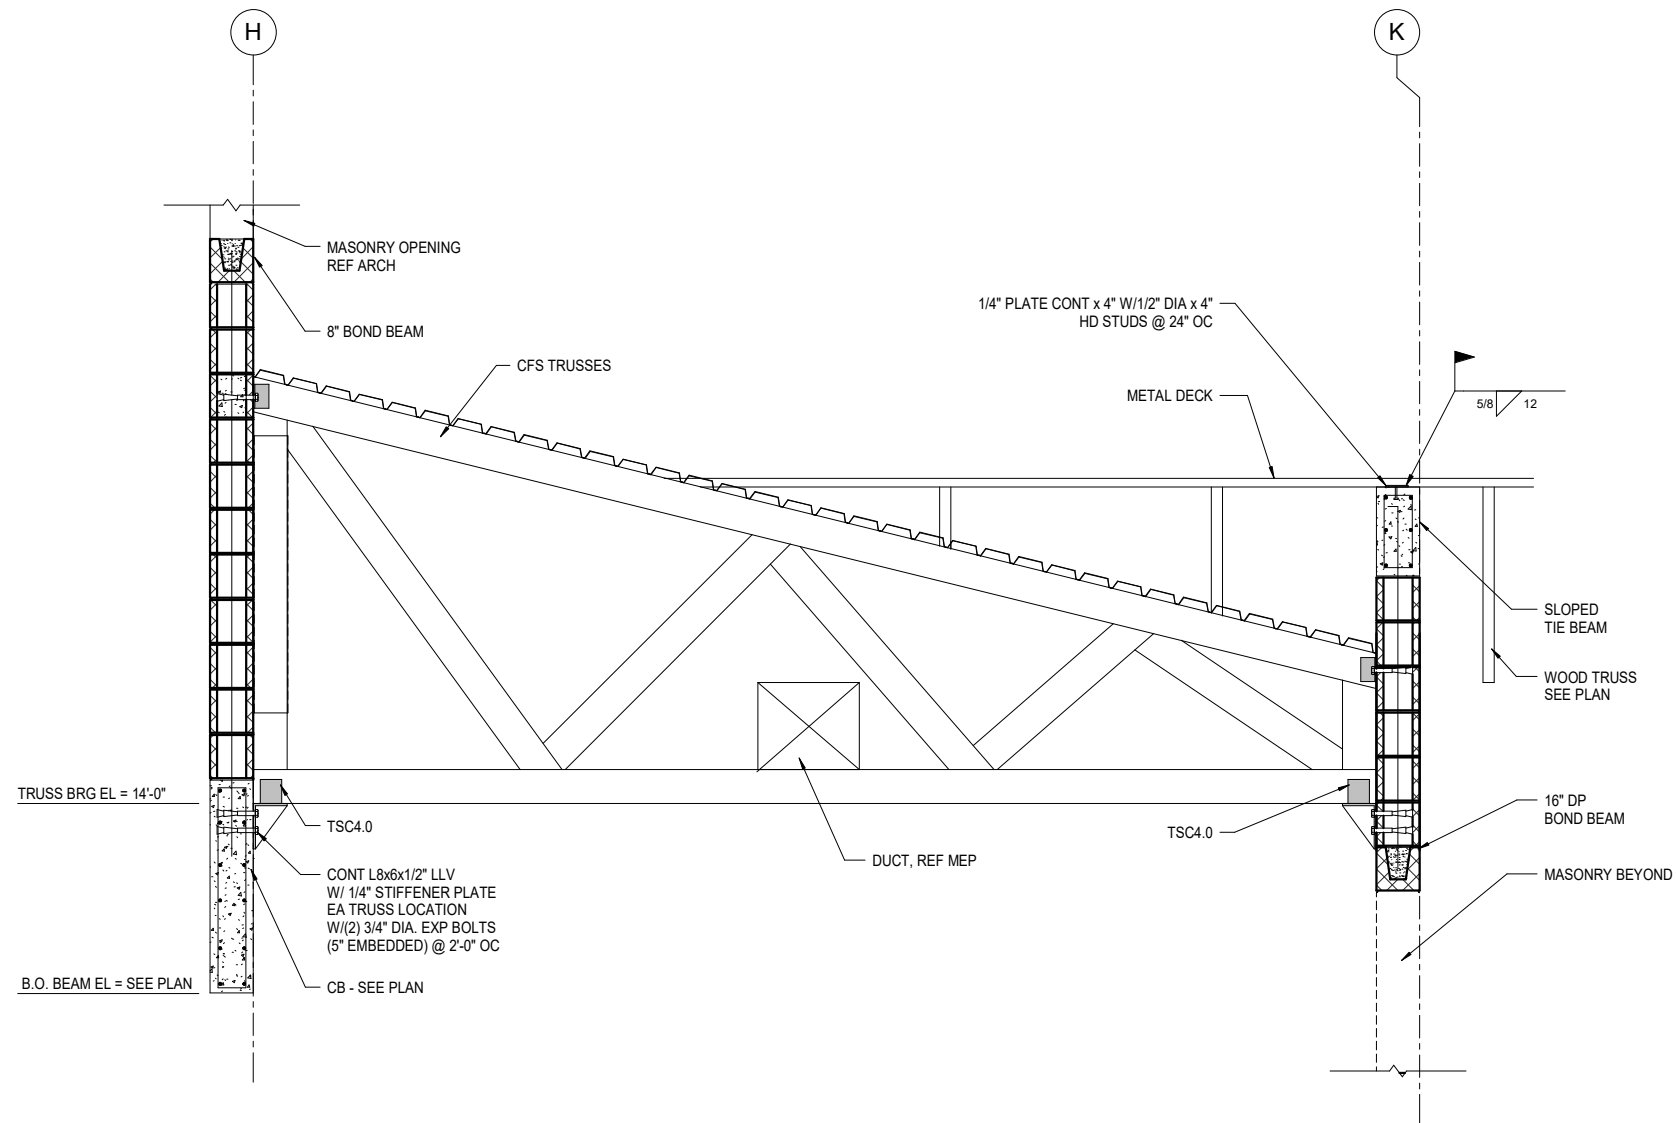 H
K
MASONRY OPENING
REF ARCH
8" BOND BEAM
CFS TRUSSES
1/4" PLATE CONT x 4" W/1/2" DIA x 4"
HD STUDS @ 24" OC
METAL DECK
5/8
12
SLOPED
TIE BEAM
WOOD TRUSS
SEE PLAN
TRUSS BRG EL = 14'-0"
TSC4.0
TSC4.0
16" DP
BOND BEAM
DUCT, REF MEP
CONT L8x6x1/2" LLV
W/ 1/4" STIFFENER PLATE
EA TRUSS LOCATION
W/(2) 3/4" DIA. EXP BOLTS
(5" EMBEDDED) @ 2'-0" OC
MASONRY BEYOND
B.O. BEAM EL = SEE PLAN
CB - SEE PLAN